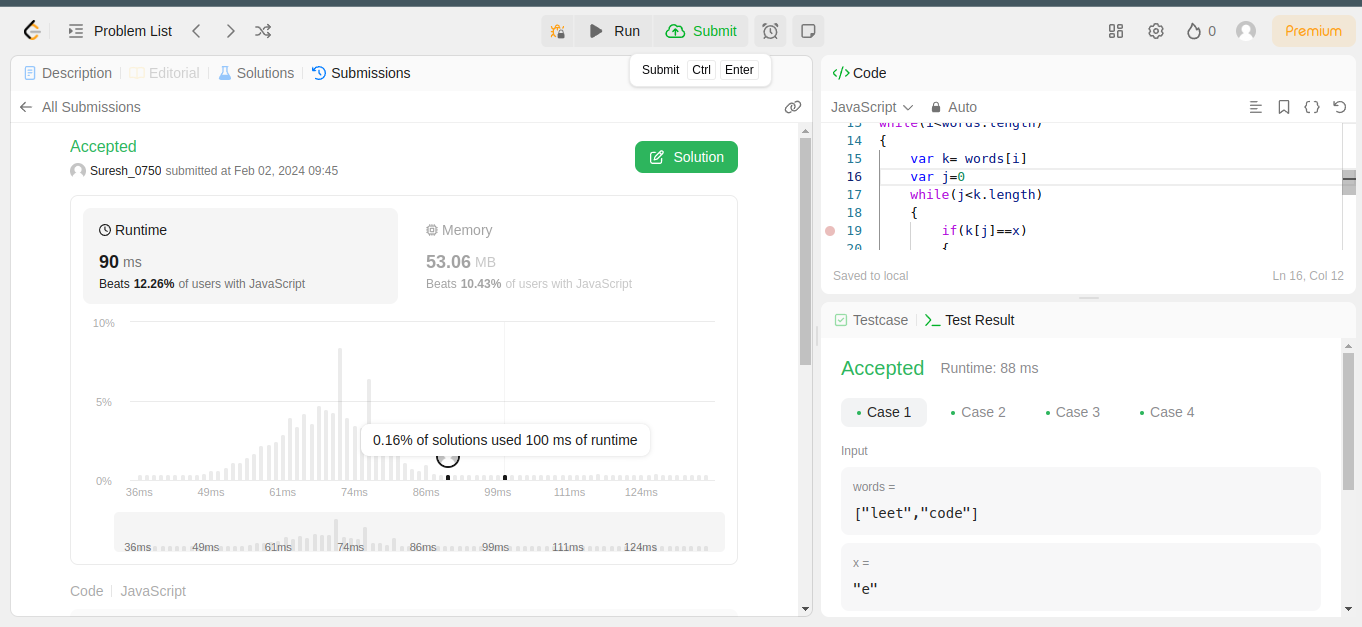 Problem List
Run
Submit
0
Premium
Description
Editorial
Solutions
Submissions
Submit Ctrl Enter
All Submissions
Accepted
Suresh_0750 submitted at Feb 02, 2024 09:45
Solution
Runtime
90 ms
Beats 12.26% of users with JavaScript
Memory
53.06 MB
Beats 10.43% of users with JavaScript
10%
5%
0%
0.16% of solutions used 100 ms of runtime
36ms 49ms 61ms 74ms 86ms 99ms 111ms 124ms
36ms 49ms 61ms 74ms 86ms 99ms 111ms 124ms
Code JavaScript
</> Code
JavaScript
Auto
13 while(i<words.length)
14 {
15 var k= words[i]
16 var j=0
17 while(j<k.length)
18 {
19 if(k[j]==x)
20 {
Saved to local
Ln 16, Col 12
Testcase
Test Result
Accepted Runtime: 88 ms
Case 1 Case 2 Case 3 Case 4
Input
words =
["leet","code"]
x =
"e"